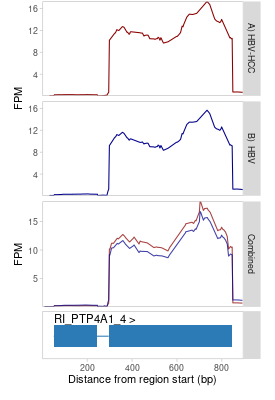 16
12
8
4
FPM
A) HBV-HCC
16
12
8
4
B) HBV
15
10
5
FPM
Combined
RI_PTP4A1_4 >
200 400 600 800
Distance from region start (bp)